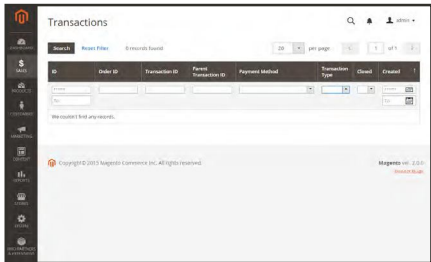 Transactions
admin
Search Reset Filter 0 records found 20 per page 1 of 1
ID Order ID Transaction ID Parent Transaction ID Payment Method Transaction Type Closed Created
We couldn't find any records.
DASHBOARD
$
SALES
PRODUCTS
CUSTOMERS
MARKETING
CONTENT
REPORTS
STORES
SYSTEM
Copyright© 2015 Magento Commerce Inc. All rights reserved.
Magento ver. 2.0.0